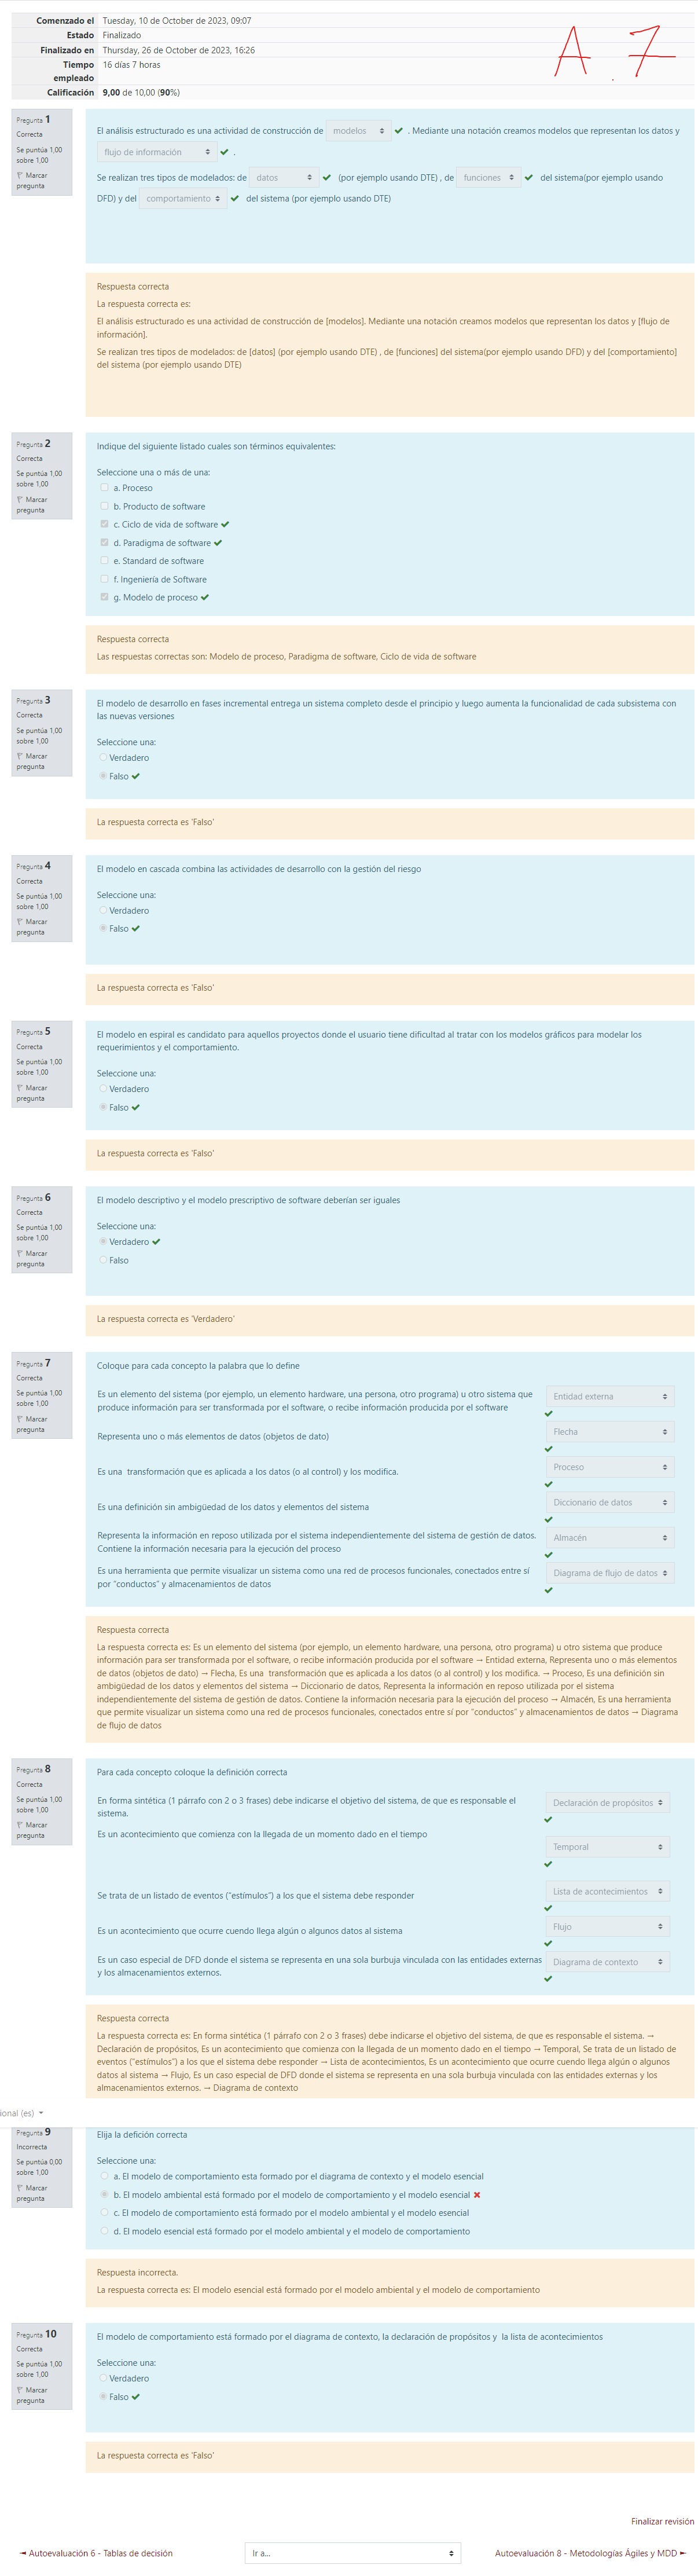 Comenzado el Tuesday, 10 de October de 2023, 09:07
Estado Finalizado
Finalizado en Thursday, 26 de October de 2023, 16:26
Tiempo empleado 16 días 7 horas
Calificación 9,00 de 10,00 (90%)
A.7
Pregunta 1
Correcta
Se puntúa 1,00
sobre 1,00
Marcar
pregunta
El análisis estructurado es una actividad de construcción de modelos . Mediante una notación creamos modelos que representan los datos y
flujo de información .
Se realizan tres tipos de modelados: de datos (por ejemplo usando DTE) , de funciones del sistema(por ejemplo usando
DFD) y del comportamiento del sistema (por ejemplo usando DTE)
Respuesta correcta
La respuesta correcta es:
El análisis estructurado es una actividad de construcción de [modelos]. Mediante una notación creamos modelos que representan los datos y [flujo de
información].
Se realizan tres tipos de modelados: de [datos] (por ejemplo usando DTE) , de [funciones] del sistema(por ejemplo usando DFD) y del [comportamiento]
del sistema (por ejemplo usando DTE)
Pregunta 2
Correcta
Se puntúa 1,00
sobre 1,00
Marcar
pregunta
Indique del siguiente listado cuales son términos equivalentes:
Seleccione una o más de una:
a. Proceso
b. Producto de software
c. Ciclo de vida de software
d. Paradigma de software
e. Standard de software
f. Ingeniería de Software
g. Modelo de proceso
Respuesta correcta
Las respuestas correctas son: Modelo de proceso, Paradigma de software, Ciclo de vida de software
Pregunta 3
Correcta
Se puntúa 1,00
sobre 1,00
Marcar
pregunta
El modelo de desarrollo en fases incremental entrega un sistema completo desde el principio y luego aumenta la funcionalidad de cada subsistema con
las nuevas versiones
Seleccione una:
Verdadero
Falso
La respuesta correcta es 'Falso'
Pregunta 4
Correcta
Se puntúa 1,00
sobre 1,00
Marcar
pregunta
El modelo en cascada combina las actividades de desarrollo con la gestión del riesgo
Seleccione una:
Verdadero
Falso
La respuesta correcta es 'Falso'
Pregunta 5
Correcta
Se puntúa 1,00
sobre 1,00
Marcar
pregunta
El modelo en espiral es candidato para aquellos proyectos donde el usuario tiene dificultad al tratar con los modelos gráficos para modelar los
requerimientos y el comportamiento.
Seleccione una:
Verdadero
Falso
La respuesta correcta es 'Falso'
Pregunta 6
Correcta
Se puntúa 1,00
sobre 1,00
Marcar
pregunta
El modelo descriptivo y el modelo prescriptivo de software deberían ser iguales
Seleccione una:
Verdadero
Falso
La respuesta correcta es 'Verdadero'
Pregunta 7
Correcta
Se puntúa 1,00
sobre 1,00
Marcar
pregunta
Coloque para cada concepto la palabra que lo define
Es un elemento del sistema (por ejemplo, un elemento hardware, una persona, otro programa) u otro sistema que
produce información para ser transformada por el software, o recibe información producida por el software
Entidad externa
Representa uno o más elementos de datos (objetos de dato)
Flecha
Es una transformación que es aplicada a los datos (o al control) y los modifica.
Proceso
Es una definición sin ambigüedad de los datos y elementos del sistema
Diccionario de datos
Representa la información en reposo utilizada por el sistema independientemente del sistema de gestión de datos.
Contiene la información necesaria para la ejecución del proceso
Almacén
Es una herramienta que permite visualizar un sistema como una red de procesos funcionales, conectados entre sí
por "conductos" y almacenamientos de datos
Diagrama de flujo de datos
Respuesta correcta
La respuesta correcta es: Es un elemento del sistema (por ejemplo, un elemento hardware, una persona, otro programa) u otro sistema que produce
información para ser transformada por el software, o recibe información producida por el software → Entidad externa, Representa uno o más elementos
de datos (objetos de dato) → Flecha, Es una transformación que es aplicada a los datos (o al control) y los modifica. → Proceso, Es una definición sin
ambigüedad de los datos y elementos del sistema → Diccionario de datos, Representa la información en reposo utilizada por el sistema
independientemente del sistema de gestión de datos. Contiene la información necesaria para la ejecución del proceso → Almacén, Es una herramienta
que permite visualizar un sistema como una red de procesos funcionales, conectados entre sí por "conductos" y almacenamientos de datos → Diagrama
de flujo de datos
Pregunta 8
Correcta
Se puntúa 1,00
sobre 1,00
Marcar
pregunta
Para cada concepto coloque la definición correcta
En forma sintética (1 párrafo con 2 o 3 frases) debe indicarse el objetivo del sistema, de que es responsable el
sistema.
Declaración de propósitos
Es un acontecimiento que comienza con la llegada de un momento dado en el tiempo
Temporal
Se trata de un listado de eventos ("estímulos") a los que el sistema debe responder
Lista de acontecimientos
Es un acontecimiento que ocurre cuendo llega algún o algunos datos al sistema
Flujo
Es un caso especial de DFD donde el sistema se representa en una sola burbuja vinculada con las entidades externas
y los almacenamientos externos.
Diagrama de contexto
Respuesta correcta
La respuesta correcta es: En forma sintética (1 párrafo con 2 o 3 frases) debe indicarse el objetivo del sistema, de que es responsable el sistema. →
Declaración de propósitos, Es un acontecimiento que comienza con la llegada de un momento dado en el tiempo → Temporal, Se trata de un listado de
eventos ("estímulos") a los que el sistema debe responder → Lista de acontecimientos, Es un acontecimiento que ocurre cuendo llega algún o algunos
datos al sistema → Flujo, Es un caso especial de DFD donde el sistema se representa en una sola burbuja vinculada con las entidades externas y los
almacenamientos externos. → Diagrama de contexto
ional (es)
Pregunta 9
Incorrecta
Se puntúa 0,00
sobre 1,00
Marcar
pregunta
Elija la defición correcta
Seleccione una:
a. El modelo de comportamiento esta formado por el diagrama de contexto y el modelo esencial
b. El modelo ambiental está formado por el modelo de comportamiento y el modelo esencial
c. El modelo de comportamiento está formado por el modelo ambiental y el modelo esencial
d. El modelo esencial está formado por el modelo ambiental y el modelo de comportamiento
Respuesta incorrecta.
La respuesta correcta es: El modelo esencial está formado por el modelo ambiental y el modelo de comportamiento
Pregunta 10
Correcta
Se puntúa 1,00
sobre 1,00
Marcar
pregunta
El modelo de comportamiento está formado por el diagrama de contexto, la declaración de propósitos y la lista de acontecimientos
Seleccione una:
Verdadero
Falso
La respuesta correcta es 'Falso'
Finalizar revisión
◄ Autoevaluación 6 - Tablas de decisión
Ir a...
Autoevaluación 8 - Metodologías Ágiles y MDD ►